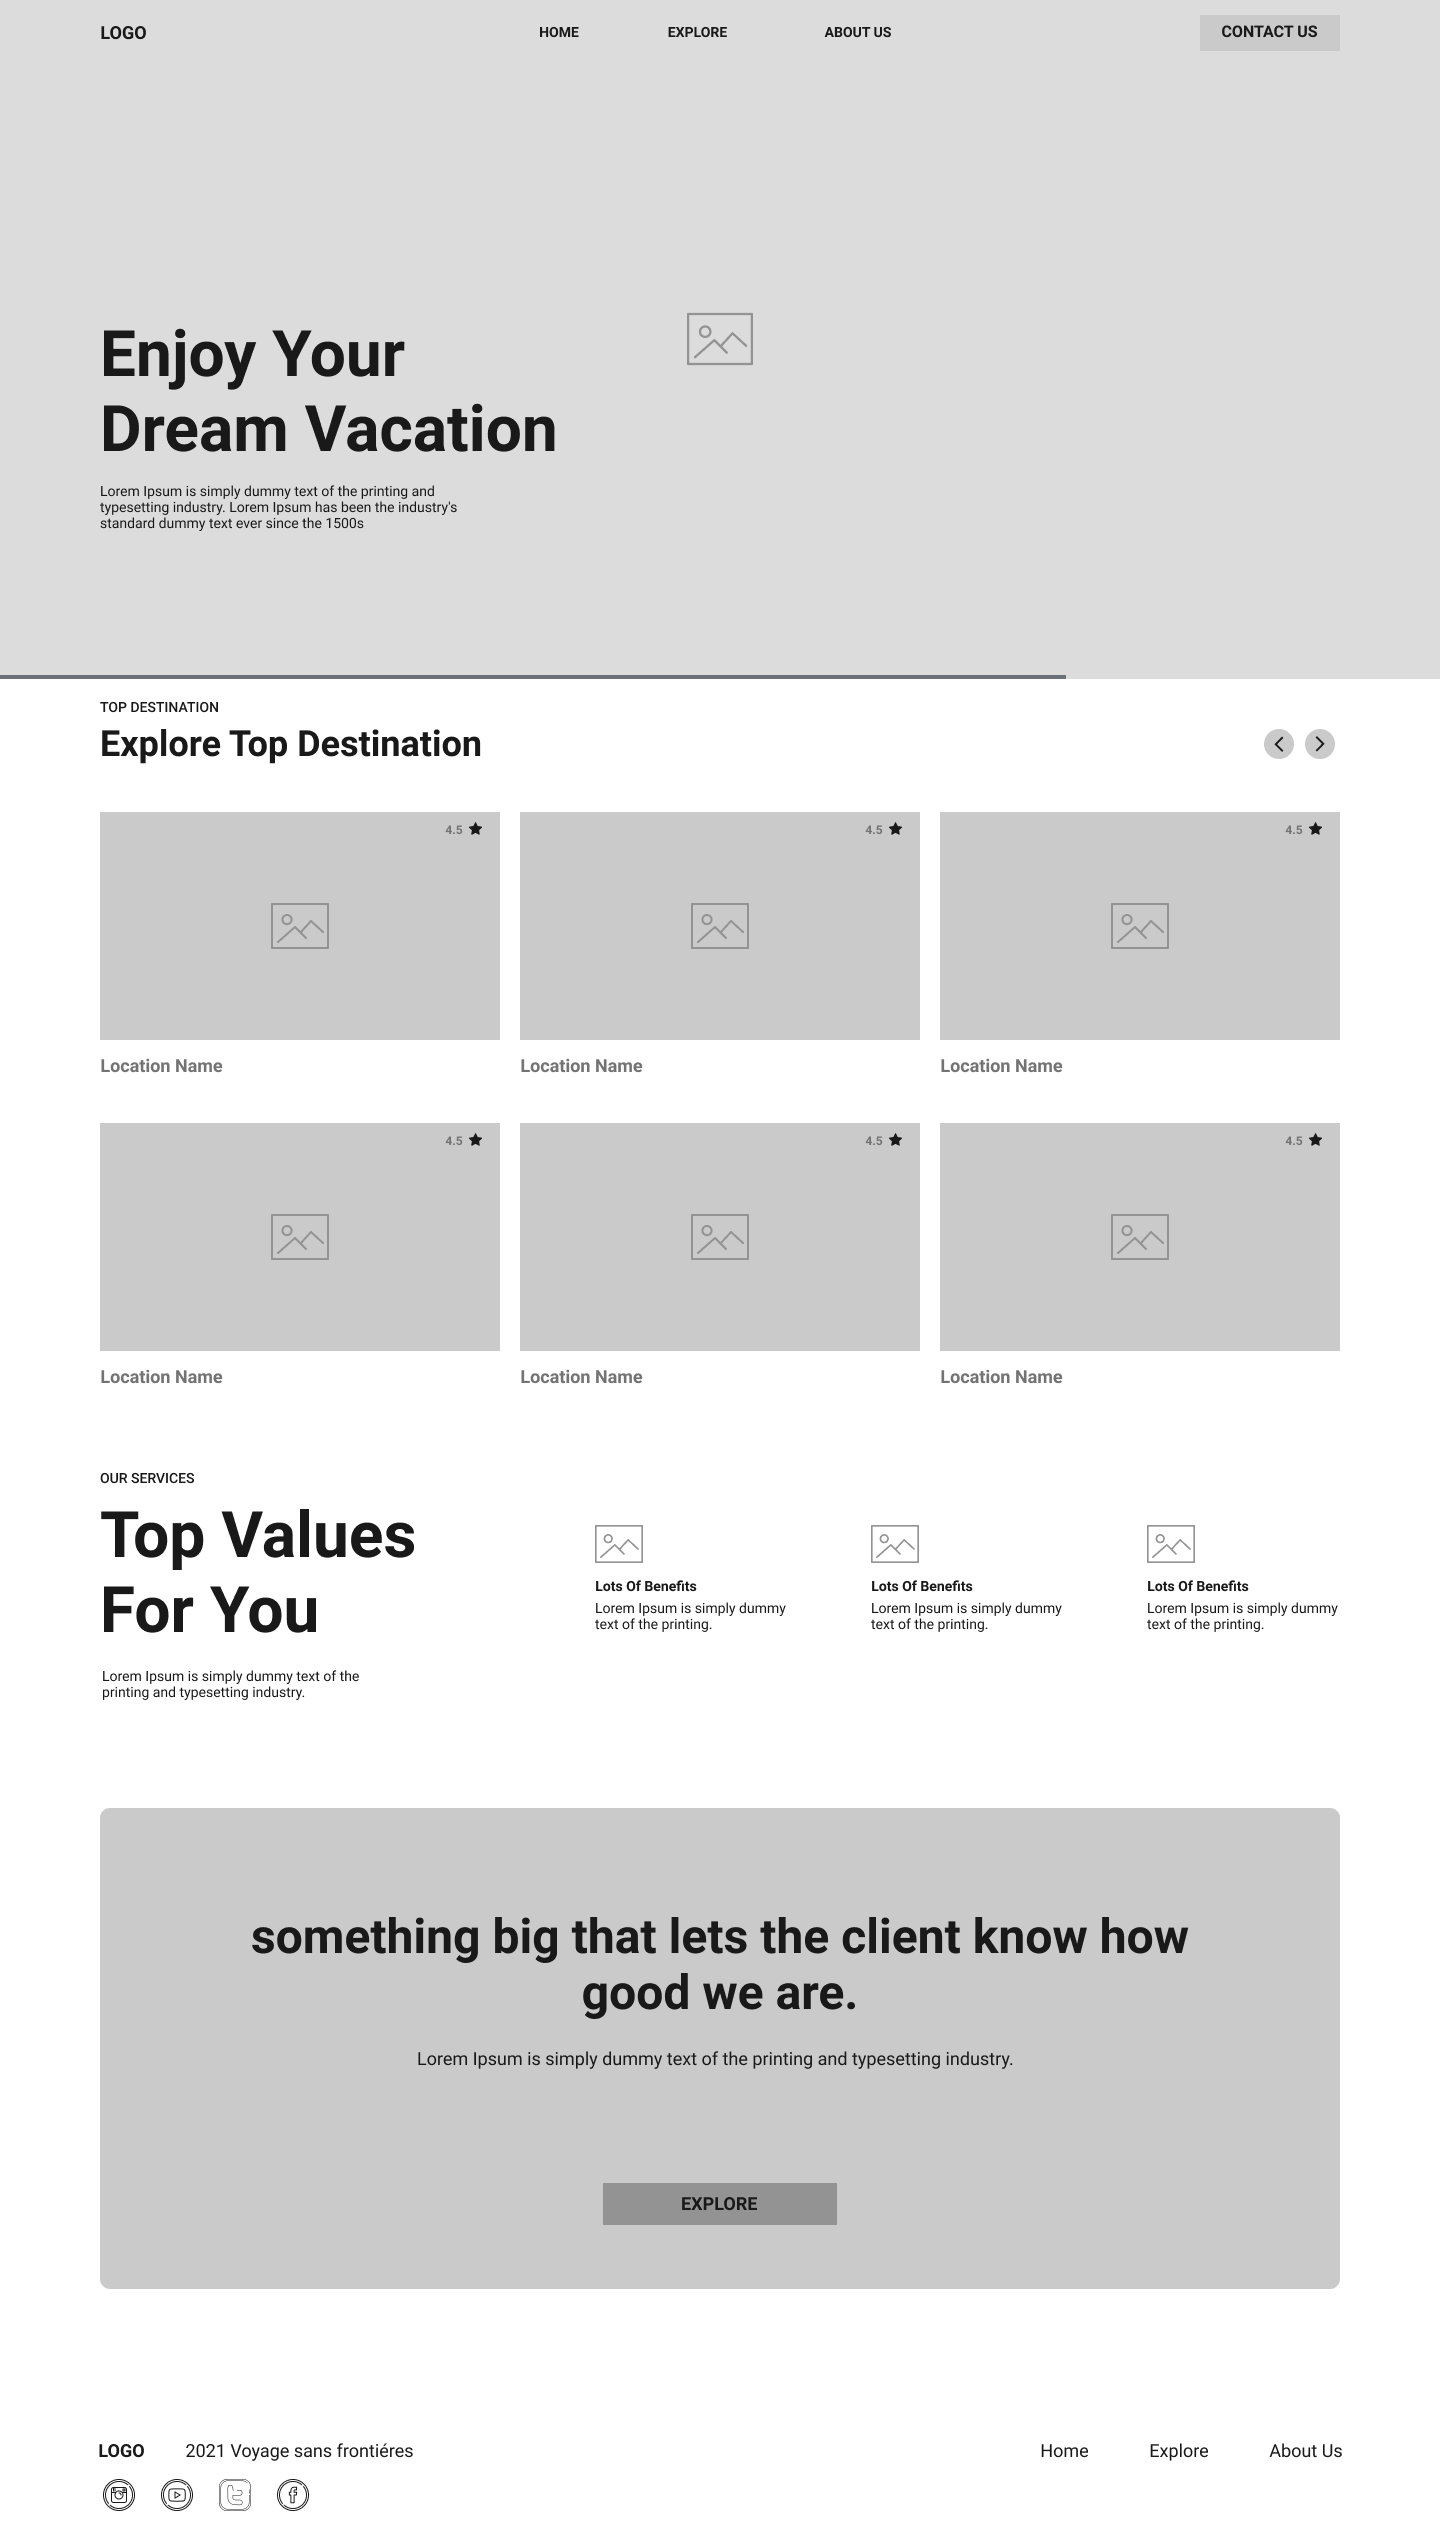 LOGO
HOME
EXPLORE
ABOUT US
CONTACT US
Enjoy Your
Dream Vacation
Lorem Ipsum is simply dummy text of the printing and
typesetting industry. Lorem Ipsum has been the industry's
standard dummy text ever since the 1500s
TOP DESTINATION
Explore Top Destination
4.5
4.5
4.5
Location Name
Location Name
Location Name
4.5
4.5
4.5
Location Name
Location Name
Location Name
OUR SERVICES
Top Values
For You
Lorem Ipsum is simply dummy text of the
printing and typesetting industry.
Lots Of Benefits
Lorem Ipsum is simply dummy
text of the printing.
Lots Of Benefits
Lorem Ipsum is simply dummy
text of the printing.
Lots Of Benefits
Lorem Ipsum is simply dummy
text of the printing.
something big that lets the client know how
good we are.
Lorem Ipsum is simply dummy text of the printing and typesetting industry.
EXPLORE
LOGO
2021 Voyage sans frontiéres
Home
Explore
About Us